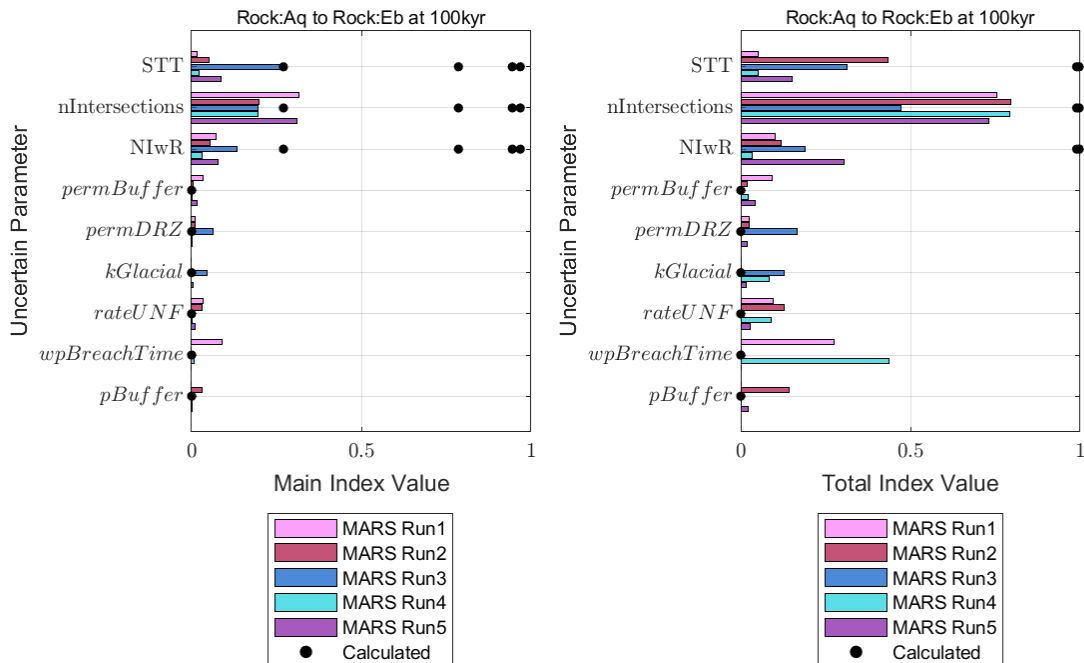 Rock:Aq to Rock:Eb at 100kyr
Uncertain Parameter
STT
nIntersections
NIwR
permBuffer
permDRZ
kGlacial
rateUNF
wpBreachTime
pBuffer
0
0.5
1
Main Index Value
MARS Run1
MARS Run2
MARS Run3
MARS Run4
MARS Run5
Calculated
Rock:Aq to Rock:Eb at 100kyr
Uncertain Parameter
STT
nIntersections
NIwR
permBuffer
permDRZ
kGlacial
rateUNF
wpBreachTime
pBuffer
0
0.5
1
Total Index Value
MARS Run1
MARS Run2
MARS Run3
MARS Run4
MARS Run5
Calculated